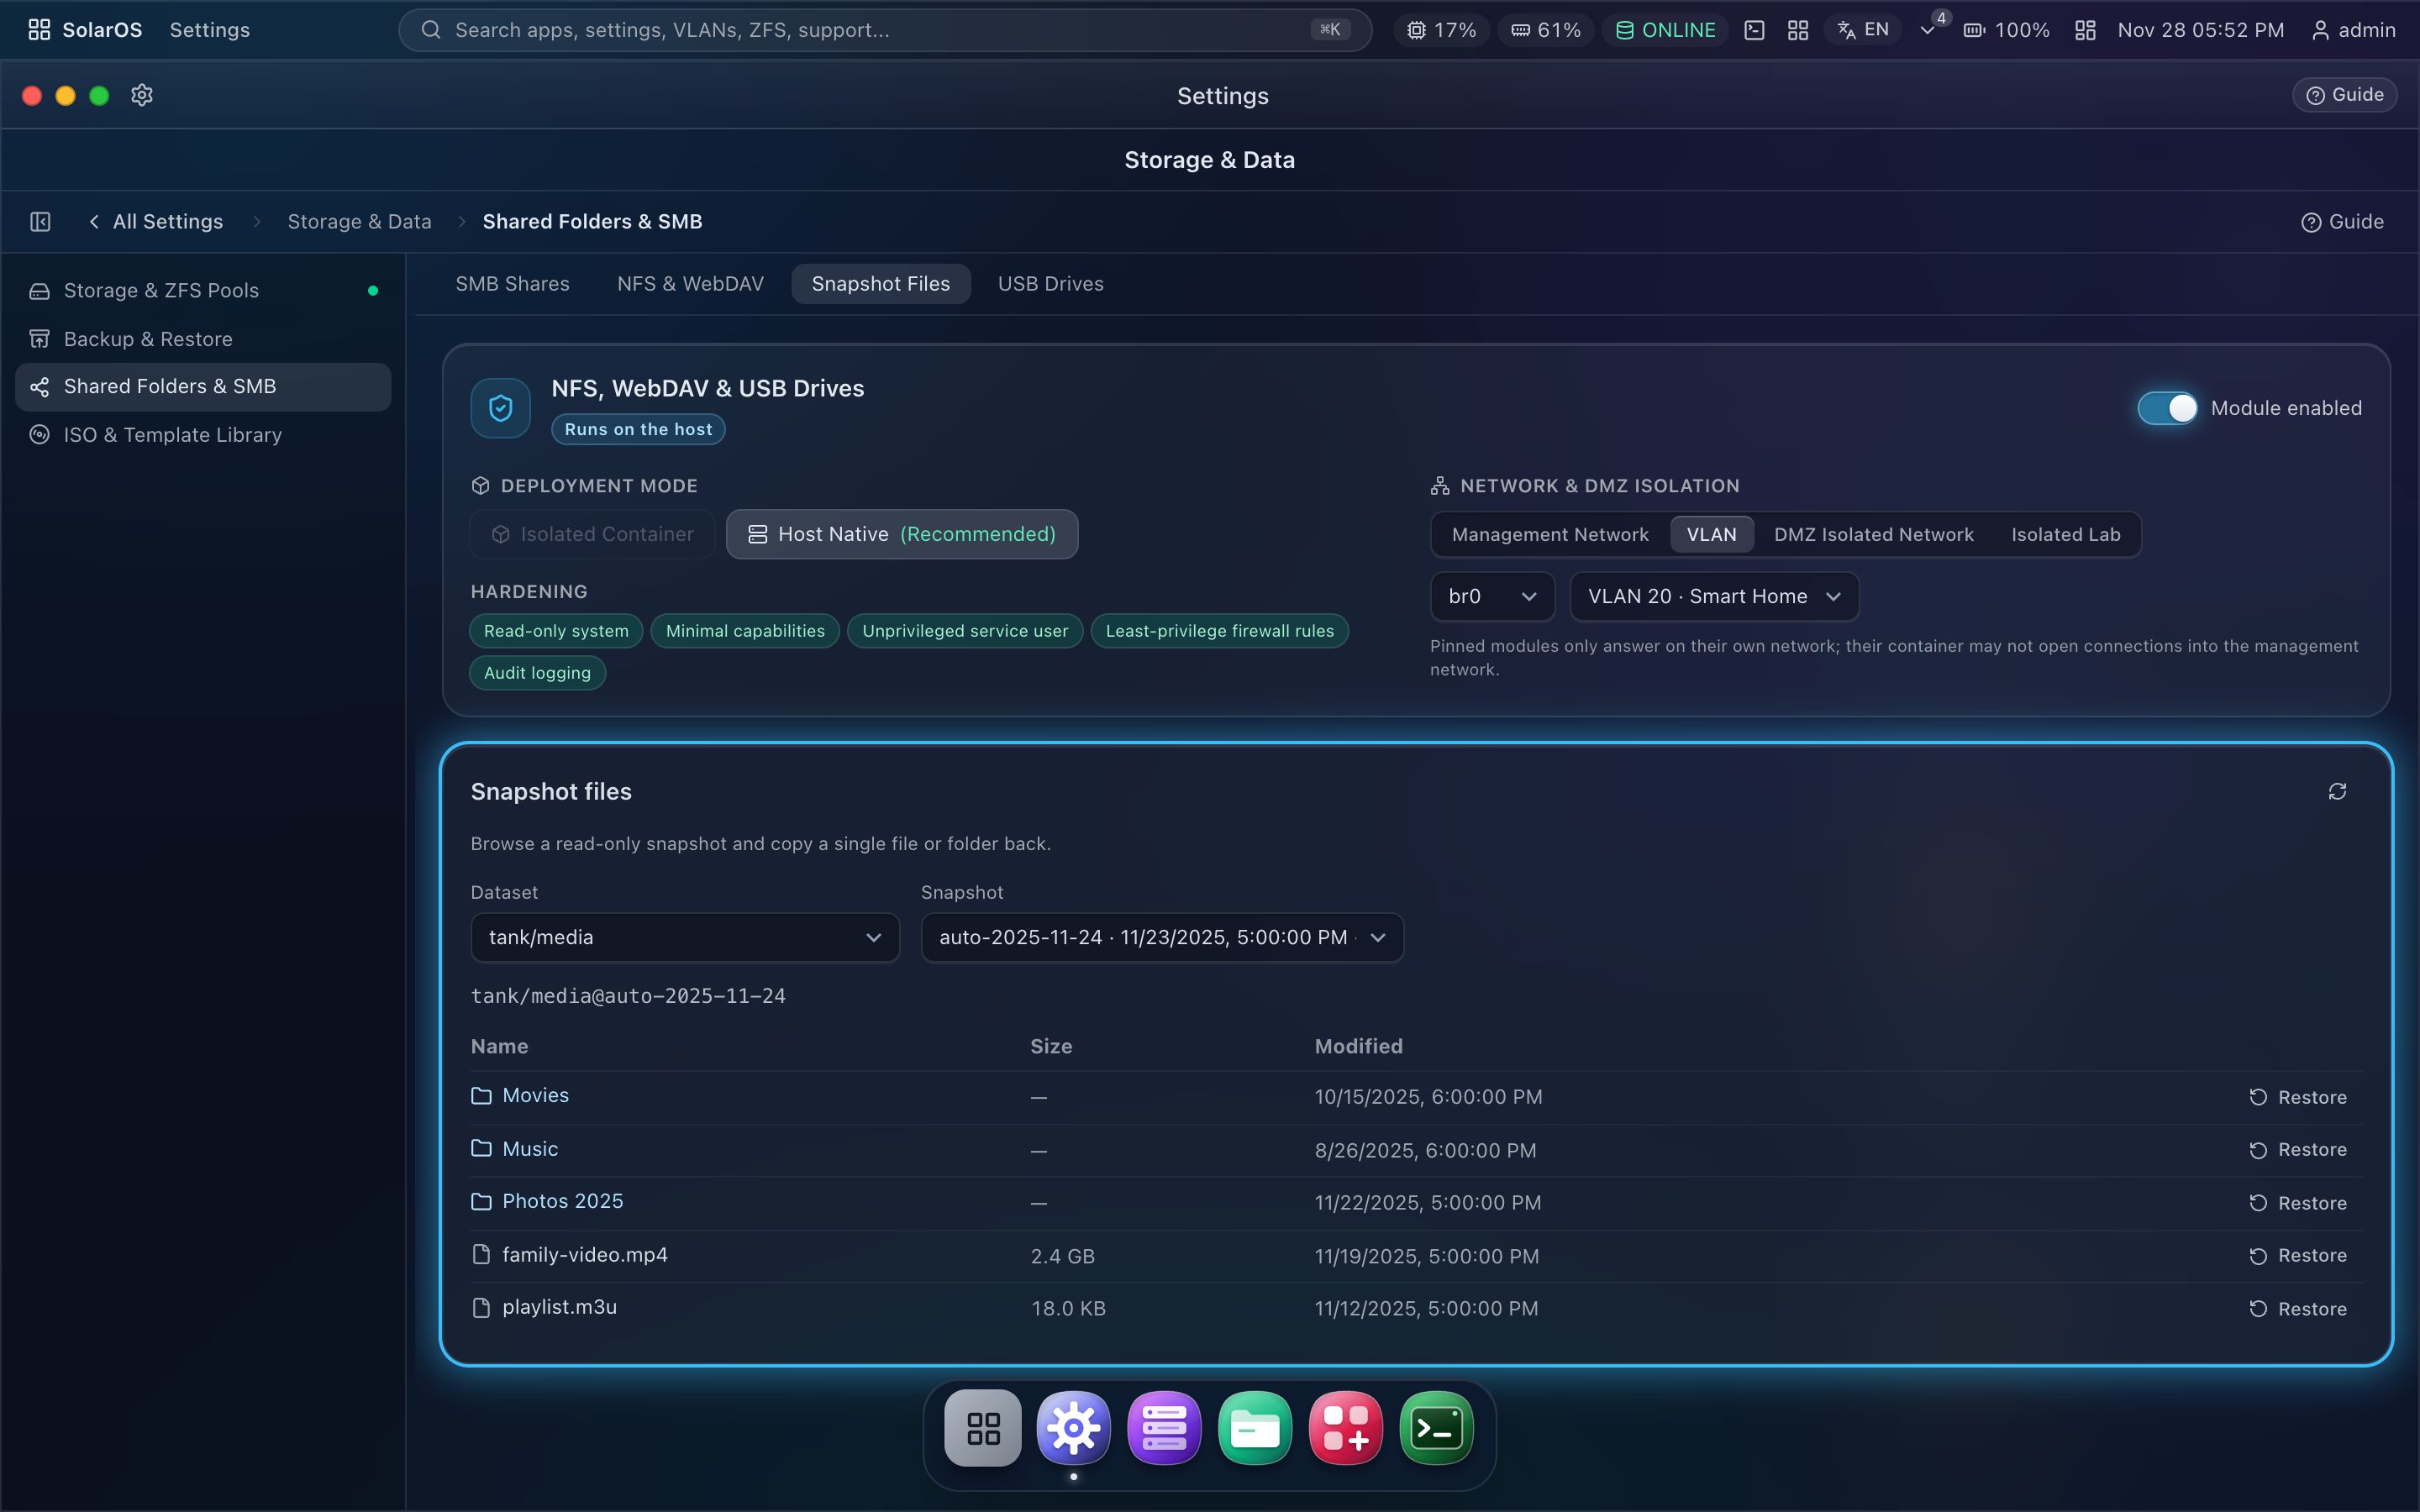 SolarOS Settings Search apps, settings, VLANs, ZFS, support... ⌘K 17% 61% ONLINE EN 4 100% Nov 28 05:52 PM admin
Settings Guide
Storage & Data
All Settings Storage & Data Shared Folders & SMB Guide
Storage & ZFS Pools
Backup & Restore
Shared Folders & SMB
ISO & Template Library
SMB Shares NFS & WebDAV Snapshot Files USB Drives
NFS, WebDAV & USB Drives
Runs on the host
Module enabled
DEPLOYMENT MODE
Isolated Container Host Native (Recommended)
HARDENING
Read-only system Minimal capabilities Unprivileged service user Least-privilege firewall rules
Audit logging
NETWORK & DMZ ISOLATION
Management Network VLAN DMZ Isolated Network Isolated Lab
br0 VLAN 20 · Smart Home
Pinned modules only answer on their own network; their container may not open connections into the management
network.
Snapshot files
Browse a read-only snapshot and copy a single file or folder back.
Dataset Snapshot
tank/media auto-2025-11-24 · 11/23/2025, 5:00:00 PM ·
tank/media@auto-2025-11-24
Name Size Modified
Movies — 10/15/2025, 6:00:00 PM Restore
Music — 8/26/2025, 6:00:00 PM Restore
Photos 2025 — 11/22/2025, 5:00:00 PM Restore
family-video.mp4 2.4 GB 11/19/2025, 5:00:00 PM Restore
playlist.m3u 18.0 KB 11/12/2025, 5:00:00 PM Restore